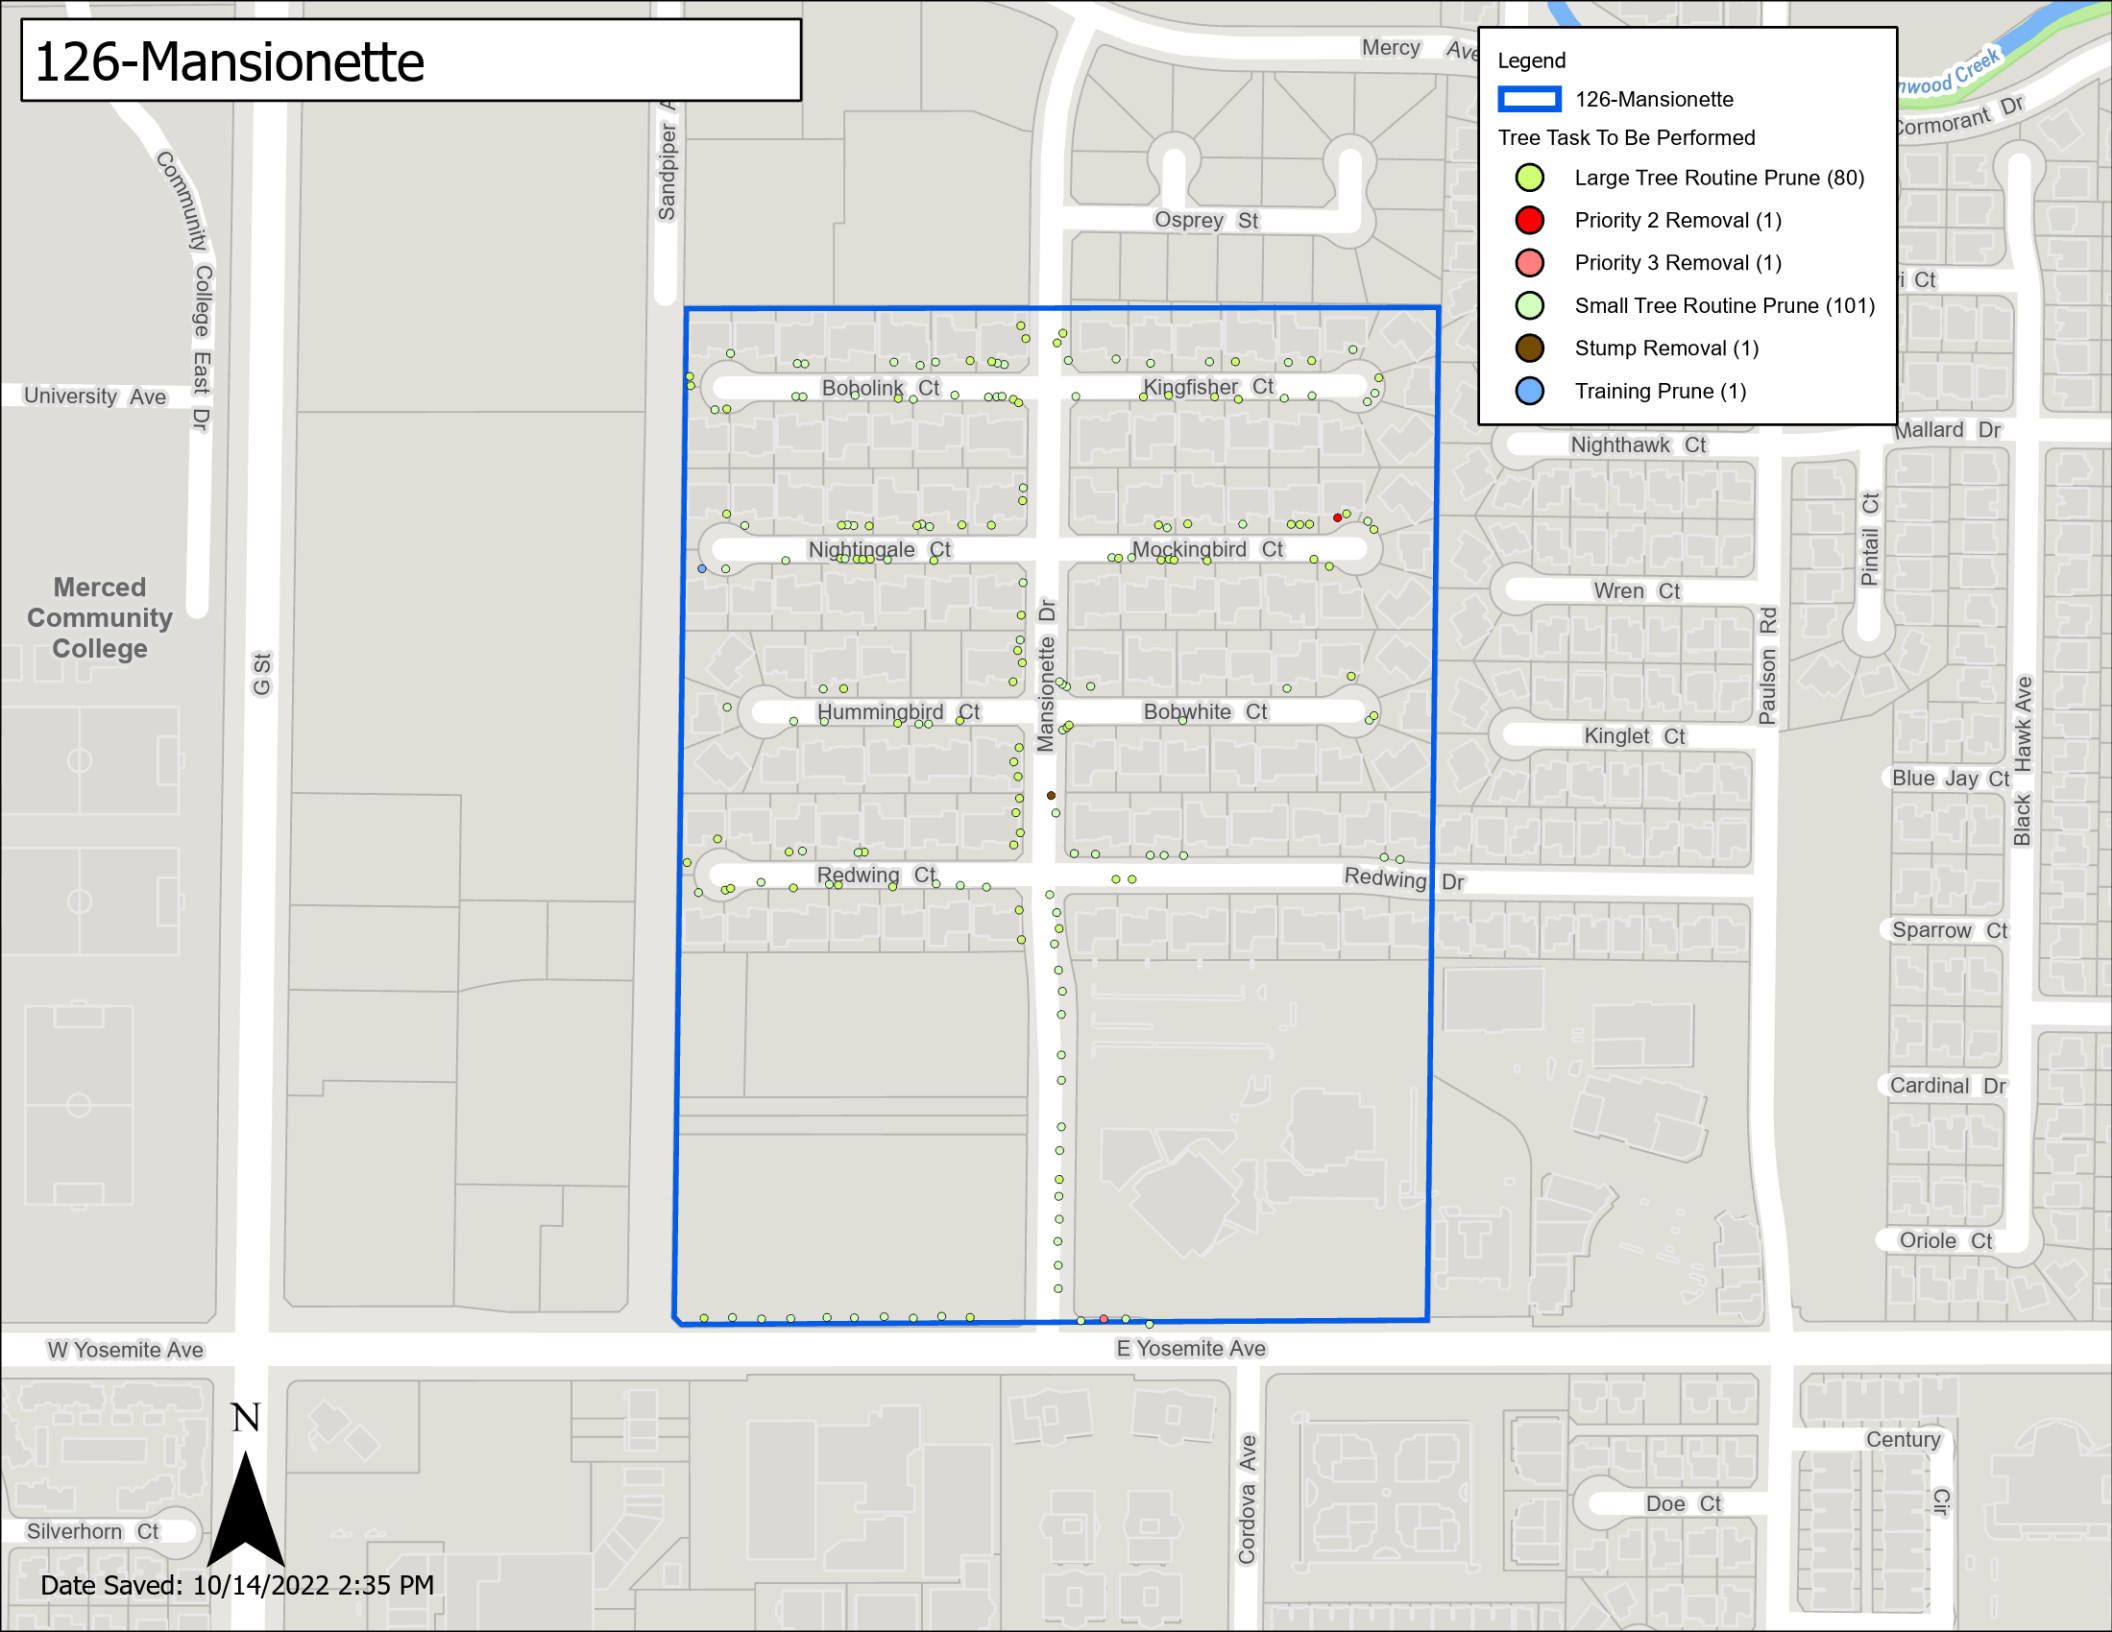 126-Mansionette
Mercy Ave
Legend
126-Mansionette
Tree Task To Be Performed
Large Tree Routine Prune (80)
Priority 2 Removal (1)
Priority 3 Removal (1)
Small Tree Routine Prune (101)
Stump Removal (1)
Training Prune (1)
nwood Creek
Cormorant Dr
Community College East Dr
Sandpiper A
Osprey St
i Ct
University Ave
Bobolink Ct
Kingfisher Ct
Nighthawk Ct
Mallard Dr
Pintail Ct
Nightingale Ct
Mockingbird Ct
Merced
Community
College
Wren Ct
G St
Mansionette Dr
Paulson Rd
Hummingbird Ct
Bobwhite Ct
Kinglet Ct
Black Hawk Ave
Blue Jay Ct
Redwing Ct
Redwing Dr
Sparrow Ct
Cardinal Dr
Oriole Ct
W Yosemite Ave
E Yosemite Ave
N
Cordova Ave
Century Cir
Doe Ct
Silverhorn Ct
Date Saved: 10/14/2022 2:35 PM